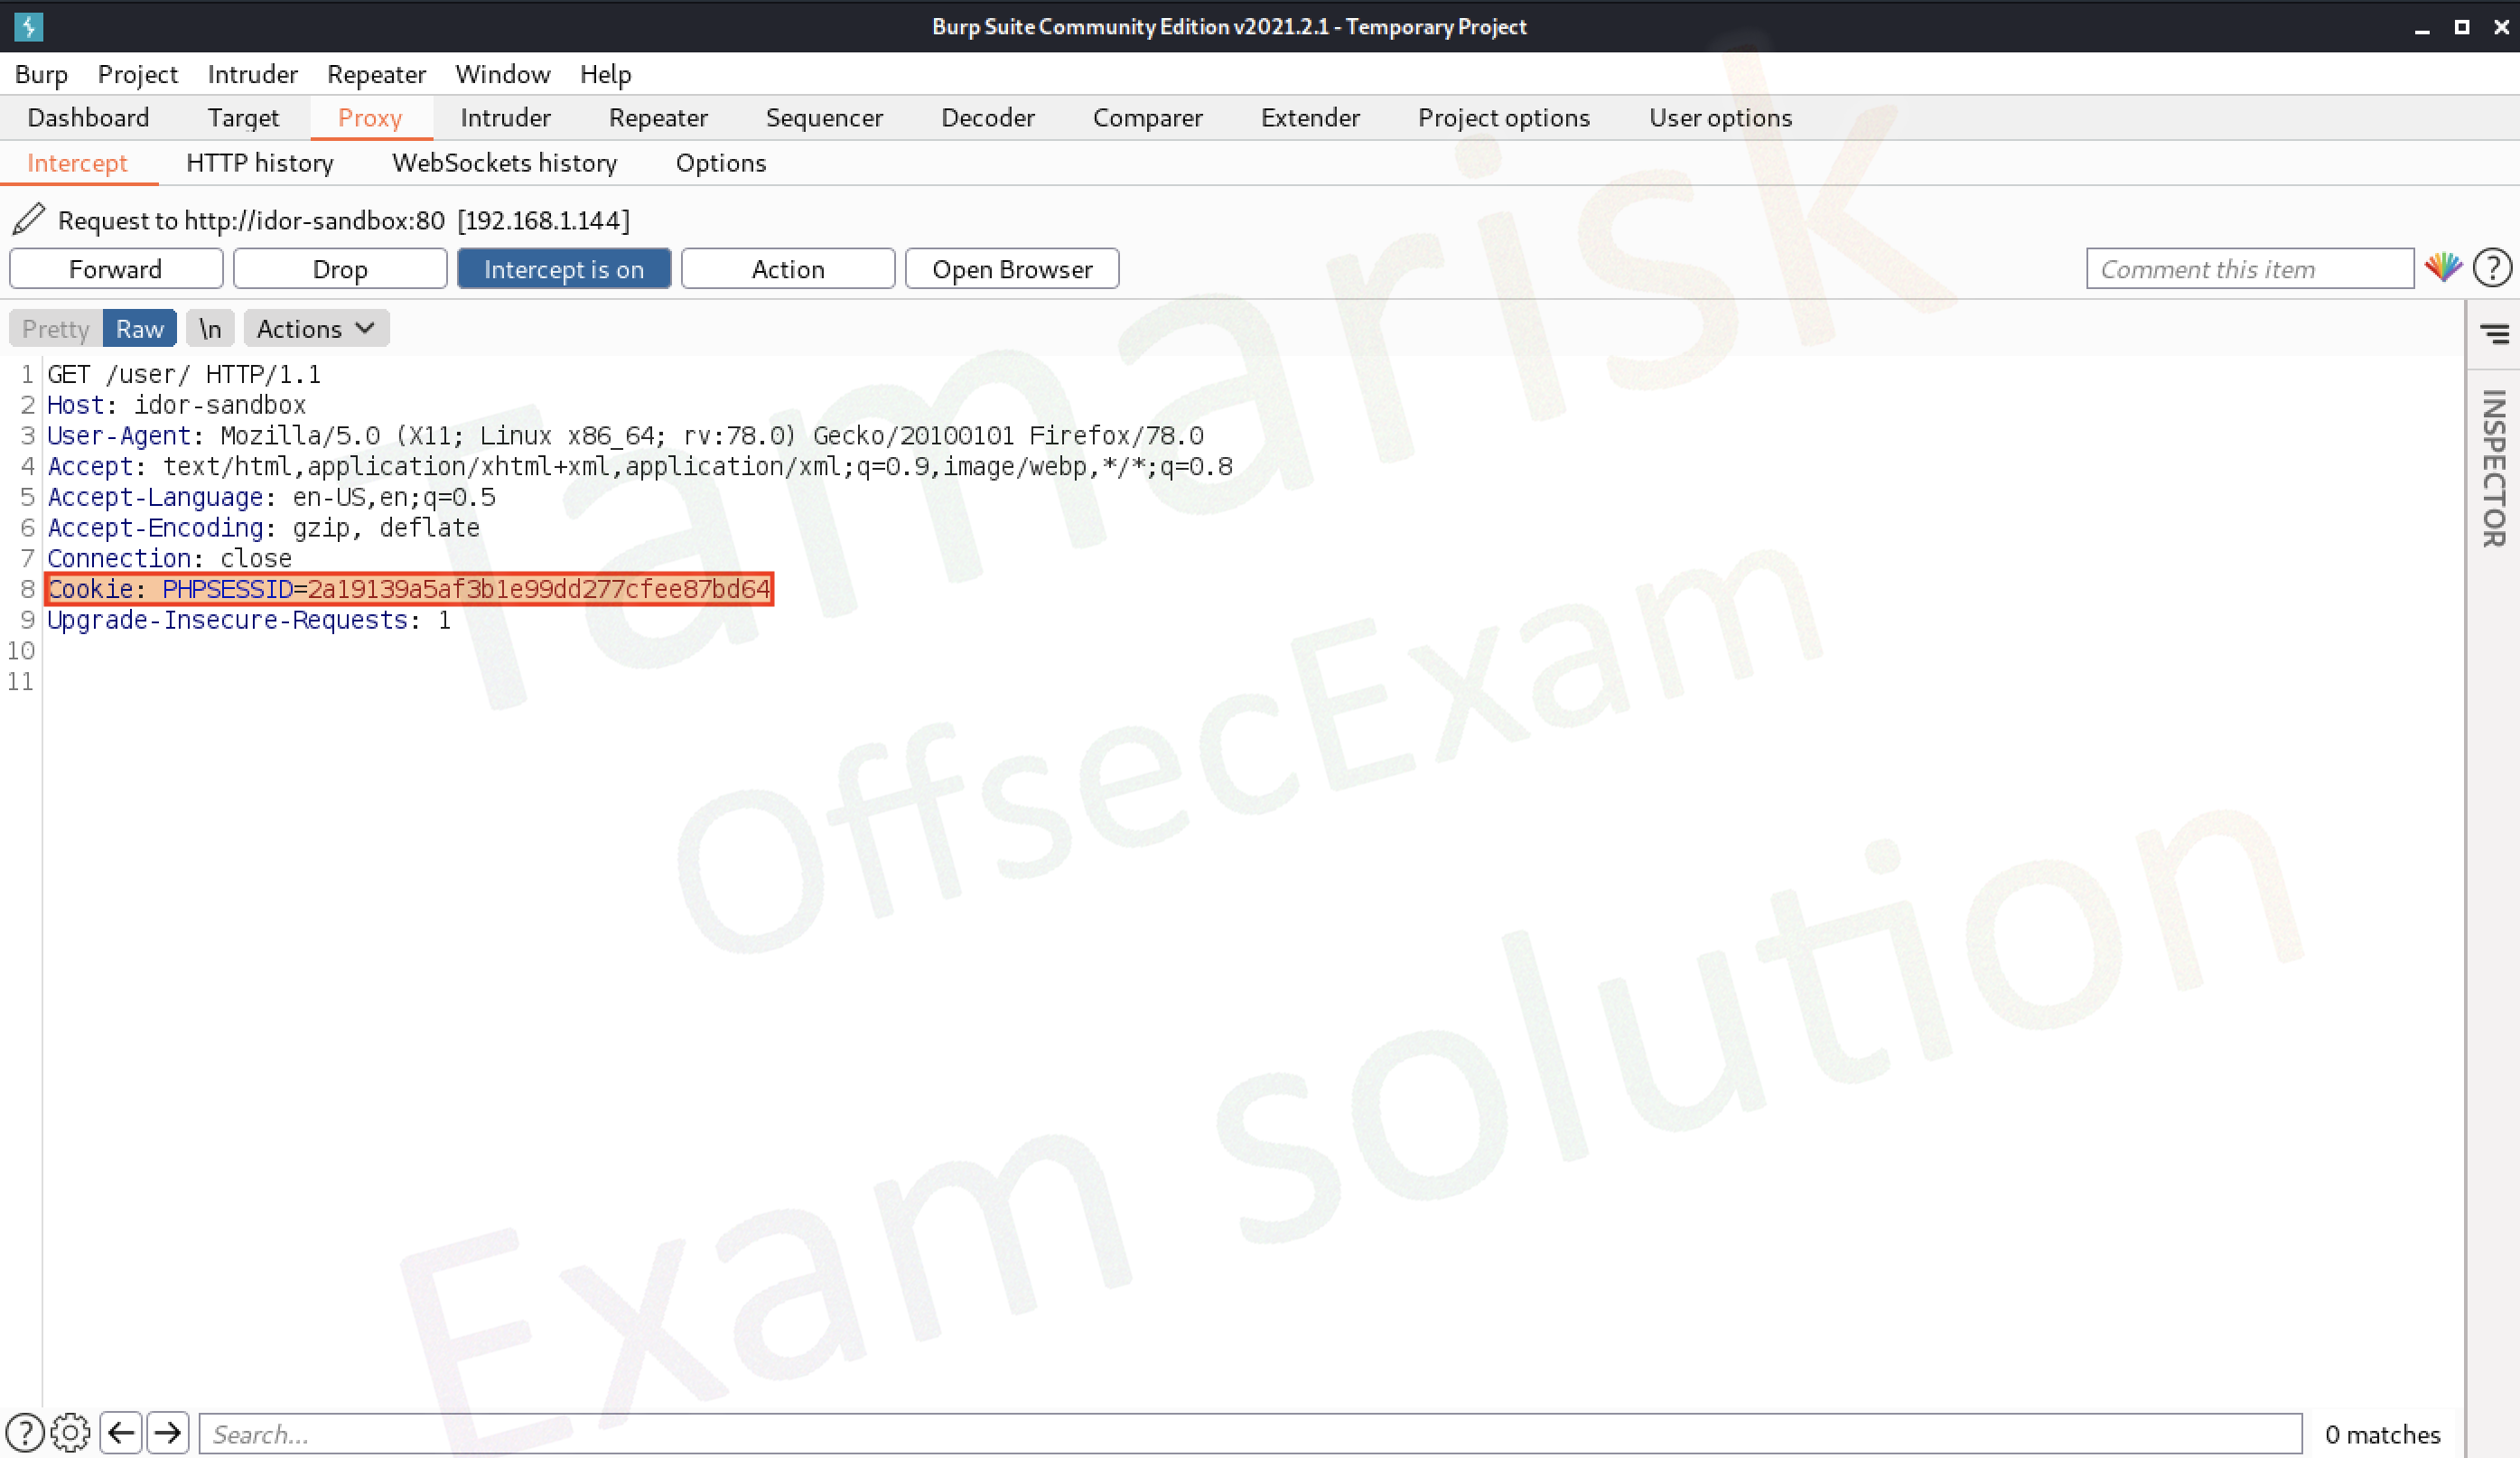 Burp Suite Community Edition v2021.2.1 - Temporary Project
Burp Project Intruder Repeater Window Help
Dashboard Target Proxy Intruder Repeater Sequencer Decoder Comparer Extender Project options User options
Intercept HTTP history WebSockets history Options
Request to http://idor-sandbox:80 [192.168.1.144]
Forward Drop Intercept is on Action Open Browser Comment this item ?
Pretty Raw \n Actions
1 GET /user/ HTTP/1.1
2 Host: idor-sandbox
3 User-Agent: Mozilla/5.0 (X11; Linux x86_64; rv:78.0) Gecko/20100101 Firefox/78.0
4 Accept: text/html,application/xhtml+xml,application/xml;q=0.9,image/webp,*/*;q=0.8
5 Accept-Language: en-US,en;q=0.5
6 Accept-Encoding: gzip, deflate
7 Connection: close
8 Cookie: PHPSESSID=2a19139a5af3b1e99dd277cfee87bd64
9 Upgrade-Insecure-Requests: 1
10
11
INSPECTOR
Tamarisk
OffsecExam
Exam solution
? Search... 0 matches